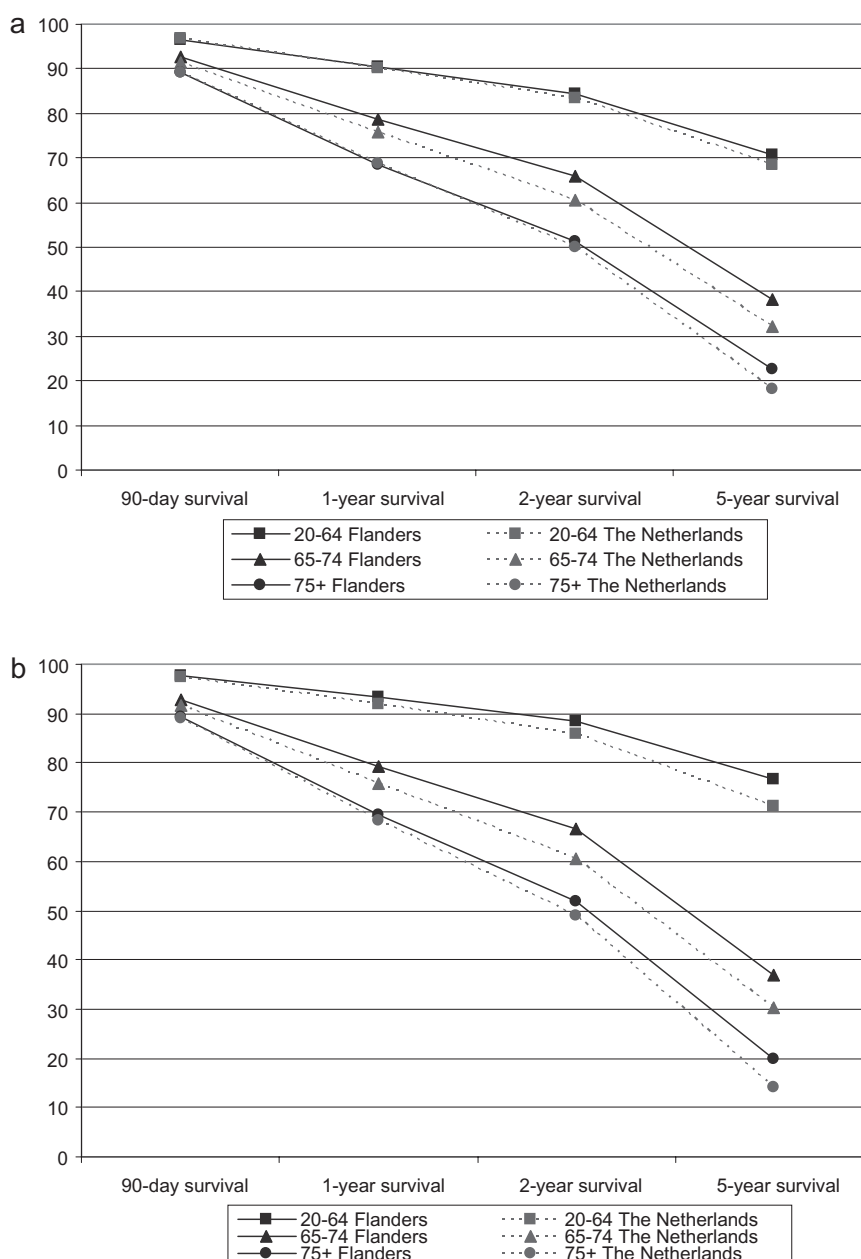 a
100
90
80
70
60
50
40
30
20
10
0
90-day survival 1-year survival 2-year survival 5-year survival
20-64 Flanders 20-64 The Netherlands
65-74 Flanders 65-74 The Netherlands
75+ Flanders 75+ The Netherlands
b
100
90
80
70
60
50
40
30
20
10
0
90-day survival 1-year survival 2-year survival 5-year survival
20-64 Flanders 20-64 The Netherlands
65-74 Flanders 65-74 The Netherlands
75+ Flanders 75+ The Netherlands